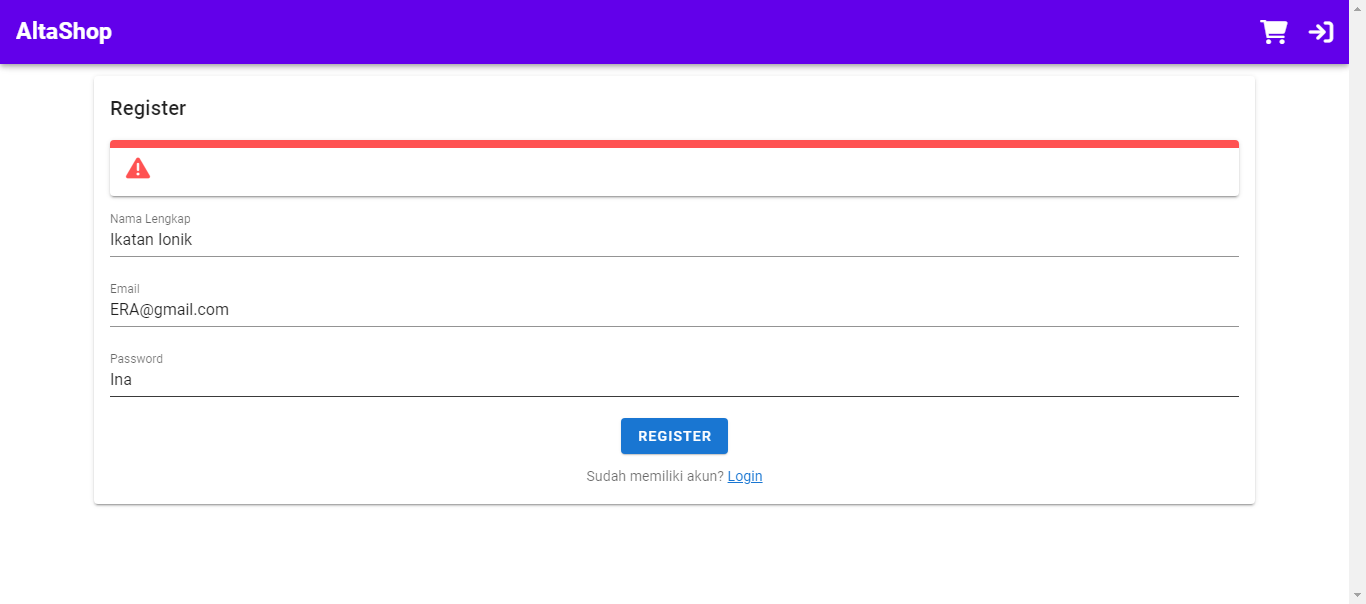 AltaShop
Register
Nama Lengkap
Ikatan Ionik
Email
ERA@gmail.com
Password
Ina
REGISTER
Sudah memiliki akun? Login